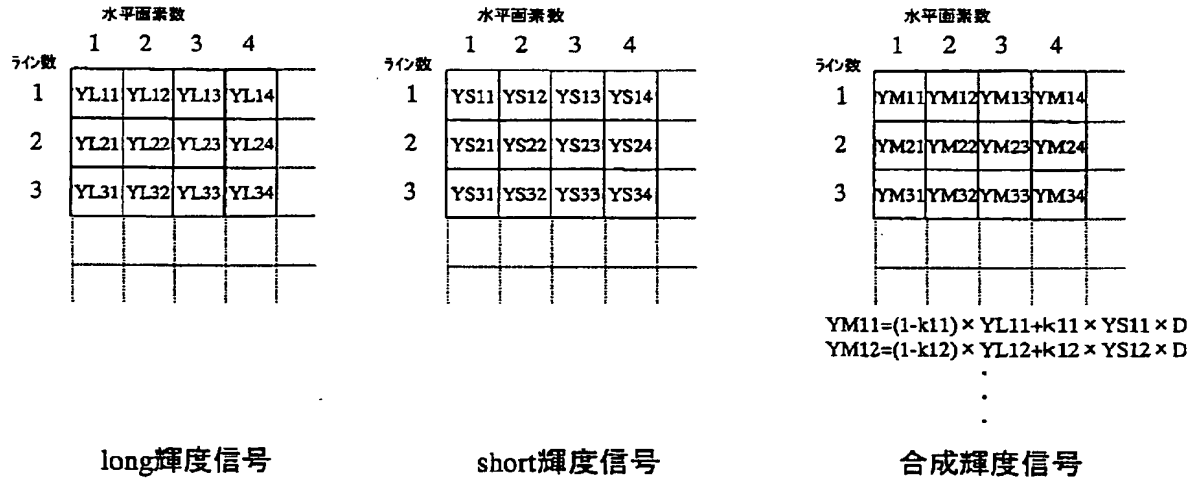 水平画素数
1 2 3 4
ライン数
1 YL11 YL12 YL13 YL14
2 YL21 YL22 YL23 YL24
3 YL31 YL32 YL33 YL34
long輝度信号
水平画素数
1 2 3 4
ライン数
1 YS11 YS12 YS13 YS14
2 YS21 YS22 YS23 YS24
3 YS31 YS32 YS33 YS34
short輝度信号
水平画素数
1 2 3 4
ライン数
1 YM11 YM12 YM13 YM14
2 YM21 YM22 YM23 YM24
3 YM31 YM32 YM33 YM34
YM11=(1-k11)×YL11+k11×YS11×D
YM12=(1-k12)×YL12+k12×YS12×D
・
・
・
合成輝度信号